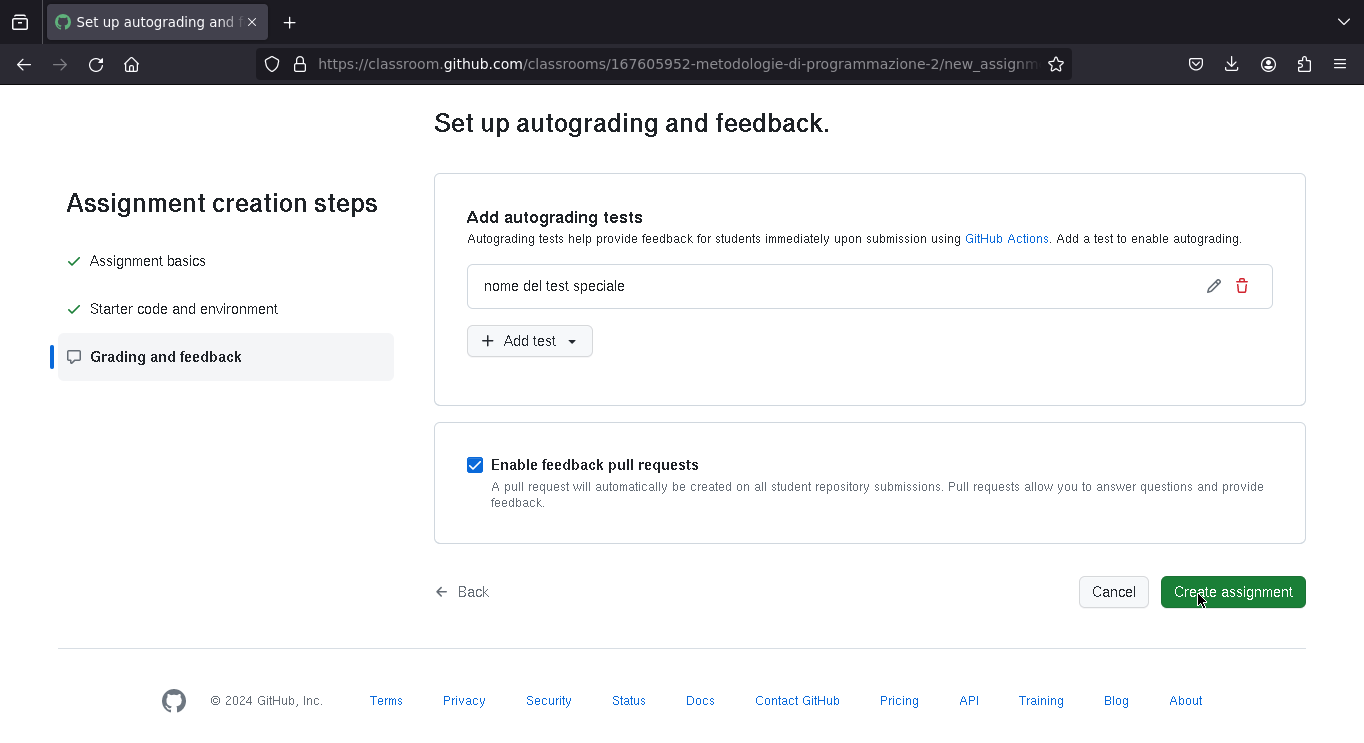 Set up autograding and f
https://classroom.github.com/classrooms/167605952-metodologie-di-programmazione-2/new_assignm
Set up autograding and feedback.
Assignment creation steps
Assignment basics
Starter code and environment
Grading and feedback
Add autograding tests
Autograding tests help provide feedback for students immediately upon submission using GitHub Actions. Add a test to enable autograding.
nome del test speciale
Add test
Enable feedback pull requests
A pull request will automatically be created on all student repository submissions. Pull requests allow you to answer questions and provide
feedback.
Back
Cancel
Create assignment
© 2024 GitHub, Inc.
Terms
Privacy
Security
Status
Docs
Contact GitHub
Pricing
API
Training
Blog
About